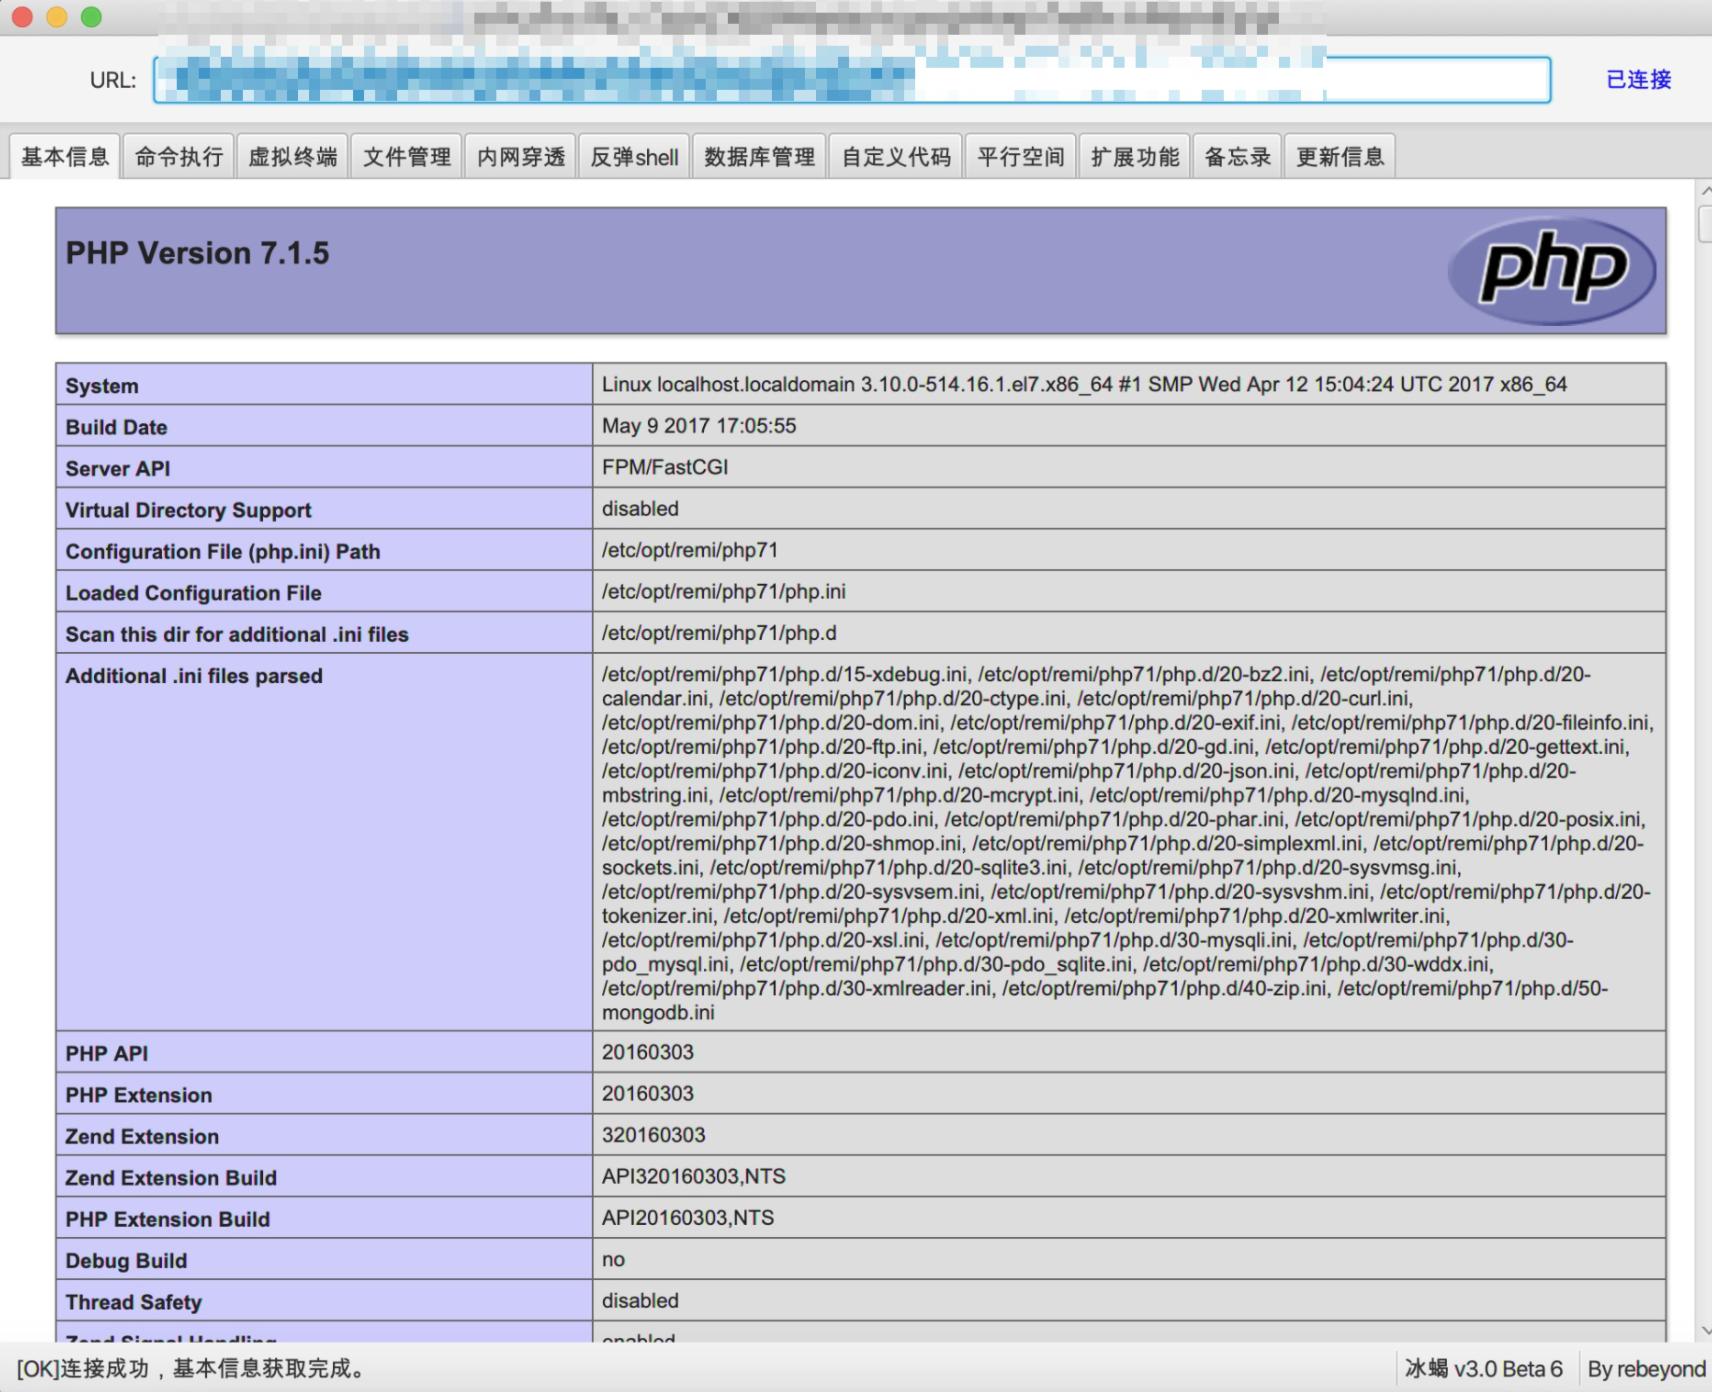 URL:
已连接
基本信息 命令执行 虚拟终端 文件管理 内网穿透 反弹shell 数据库管理 自定义代码 平行空间 扩展功能 备忘录 更新信息
PHP Version 7.1.5
php
System Linux localhost.localdomain 3.10.0-514.16.1.el7.x86_64 #1 SMP Wed Apr 12 15:04:24 UTC 2017 x86_64
Build Date May 9 2017 17:05:55
Server API FPM/FastCGI
Virtual Directory Support disabled
Configuration File (php.ini) Path /etc/opt/remi/php71
Loaded Configuration File /etc/opt/remi/php71/php.ini
Scan this dir for additional .ini files /etc/opt/remi/php71/php.d
Additional .ini files parsed /etc/opt/remi/php71/php.d/15-xdebug.ini, /etc/opt/remi/php71/php.d/20-bz2.ini, /etc/opt/remi/php71/php.d/20-
calendar.ini, /etc/opt/remi/php71/php.d/20-ctype.ini, /etc/opt/remi/php71/php.d/20-curl.ini,
/etc/opt/remi/php71/php.d/20-dom.ini, /etc/opt/remi/php71/php.d/20-exif.ini, /etc/opt/remi/php71/php.d/20-fileinfo.ini,
/etc/opt/remi/php71/php.d/20-ftp.ini, /etc/opt/remi/php71/php.d/20-gd.ini, /etc/opt/remi/php71/php.d/20-gettext.ini,
/etc/opt/remi/php71/php.d/20-iconv.ini, /etc/opt/remi/php71/php.d/20-json.ini, /etc/opt/remi/php71/php.d/20-
mbstring.ini, /etc/opt/remi/php71/php.d/20-mcrypt.ini, /etc/opt/remi/php71/php.d/20-mysqlnd.ini,
/etc/opt/remi/php71/php.d/20-pdo.ini, /etc/opt/remi/php71/php.d/20-phar.ini, /etc/opt/remi/php71/php.d/20-posix.ini,
/etc/opt/remi/php71/php.d/20-shmop.ini, /etc/opt/remi/php71/php.d/20-simplexml.ini, /etc/opt/remi/php71/php.d/20-
sockets.ini, /etc/opt/remi/php71/php.d/20-sqlite3.ini, /etc/opt/remi/php71/php.d/20-sysvmsg.ini,
/etc/opt/remi/php71/php.d/20-sysvsem.ini, /etc/opt/remi/php71/php.d/20-sysvshm.ini, /etc/opt/remi/php71/php.d/20-
tokenizer.ini, /etc/opt/remi/php71/php.d/20-xml.ini, /etc/opt/remi/php71/php.d/20-xmlwriter.ini,
/etc/opt/remi/php71/php.d/20-xsl.ini, /etc/opt/remi/php71/php.d/30-mysqli.ini, /etc/opt/remi/php71/php.d/30-
pdo_mysql.ini, /etc/opt/remi/php71/php.d/30-pdo_sqlite.ini, /etc/opt/remi/php71/php.d/30-wddx.ini,
/etc/opt/remi/php71/php.d/30-xmlreader.ini, /etc/opt/remi/php71/php.d/40-zip.ini, /etc/opt/remi/php71/php.d/50-
mongodb.ini
PHP API 20160303
PHP Extension 20160303
Zend Extension 320160303
Zend Extension Build API320160303,NTS
PHP Extension Build API20160303,NTS
Debug Build no
Thread Safety disabled
Zend Signal Handling enabled
[OK]连接成功，基本信息获取完成。 冰蝎 v3.0 Beta 6 By rebeyond